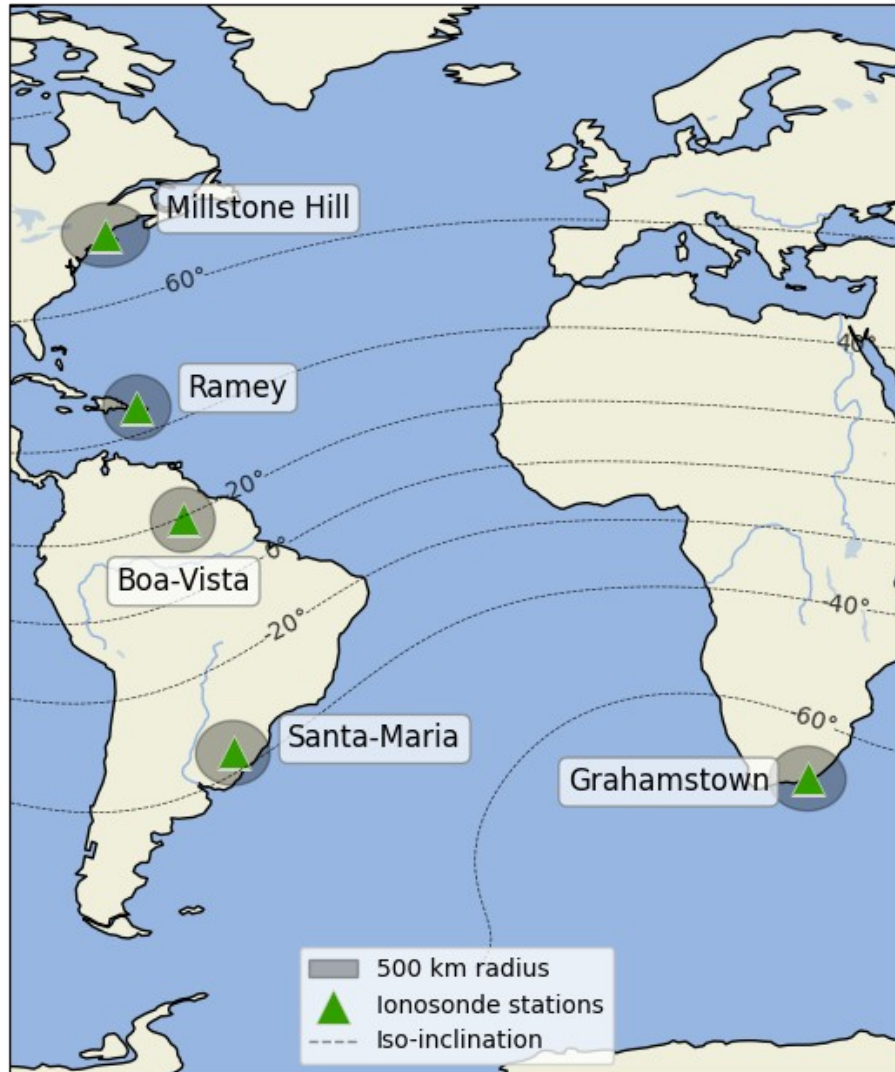 Millstone Hill
60°
40°
Ramey
20°
0°
Boa-Vista
-40°
-20°
-60°
Santa-Maria
Grahamstown
500 km radius
Ionosonde stations
Iso-inclination